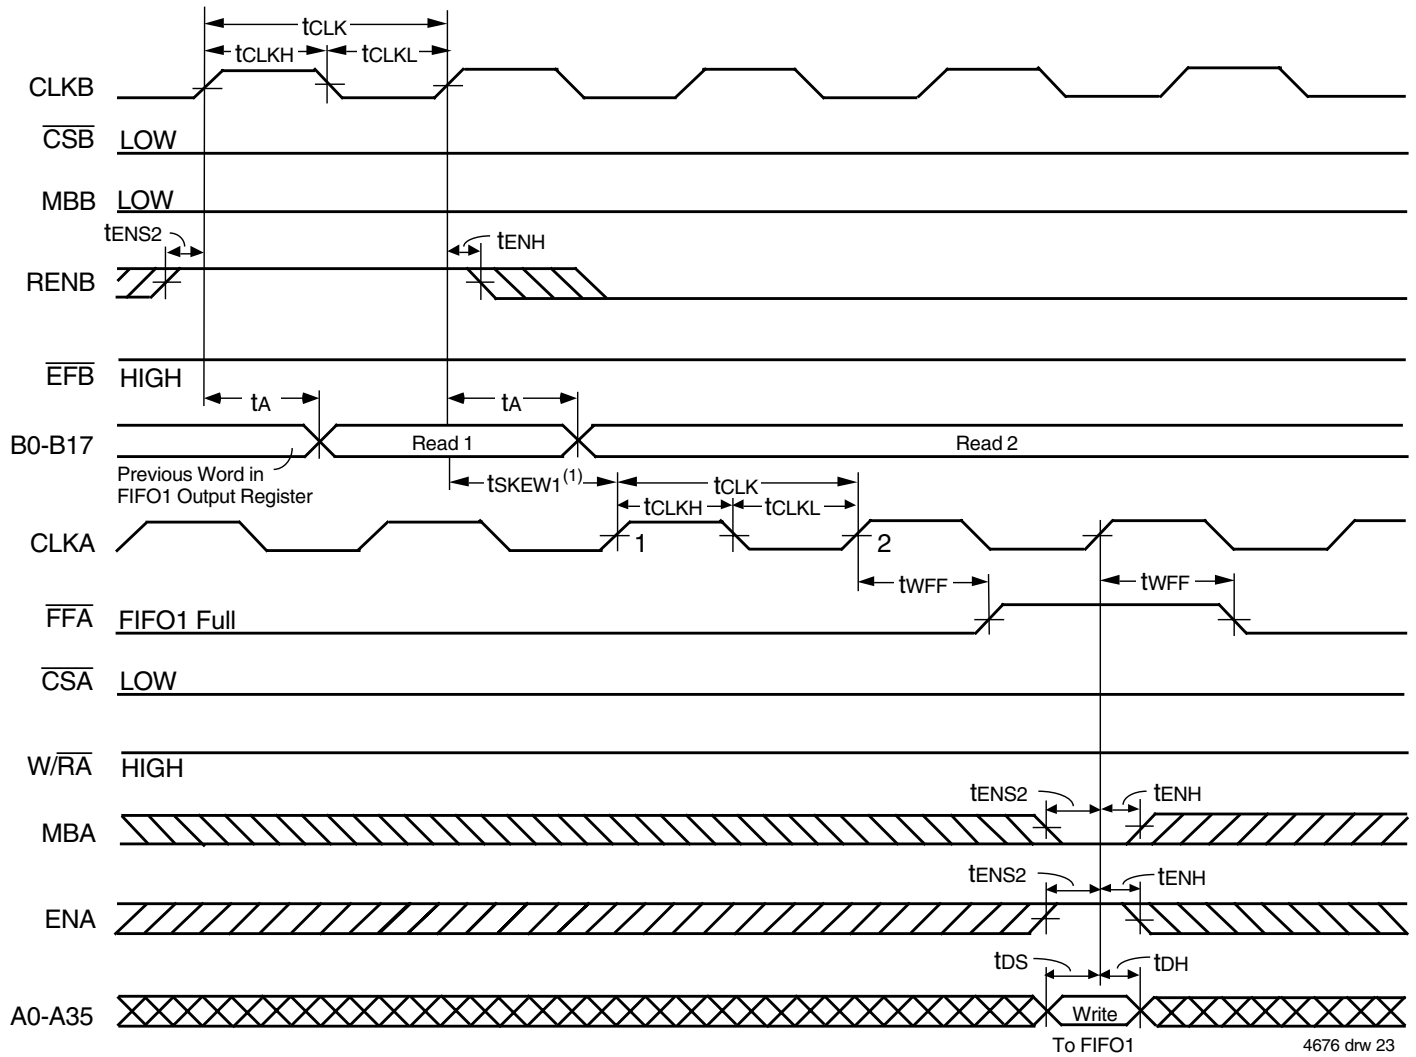 tCLK
tCLKH
tCLKL
CLKB
CSB LOW
MBB LOW
tENS2
tENH
RENB
EFB HIGH
tA
tA
B0-B17
Read 1
Read 2
Previous Word in
FIFO1 Output Register
tSKEW1(1)
tCLK
tCLKH
tCLKL
CLKA
1
2
tWFF
tWFF
FFA FIFO1 Full
CSA LOW
W/RA HIGH
tENS2
tENH
MBA
tENS2
tENH
ENA
tDS
tDH
A0-A35
Write
To FIFO1
4676 drw 23